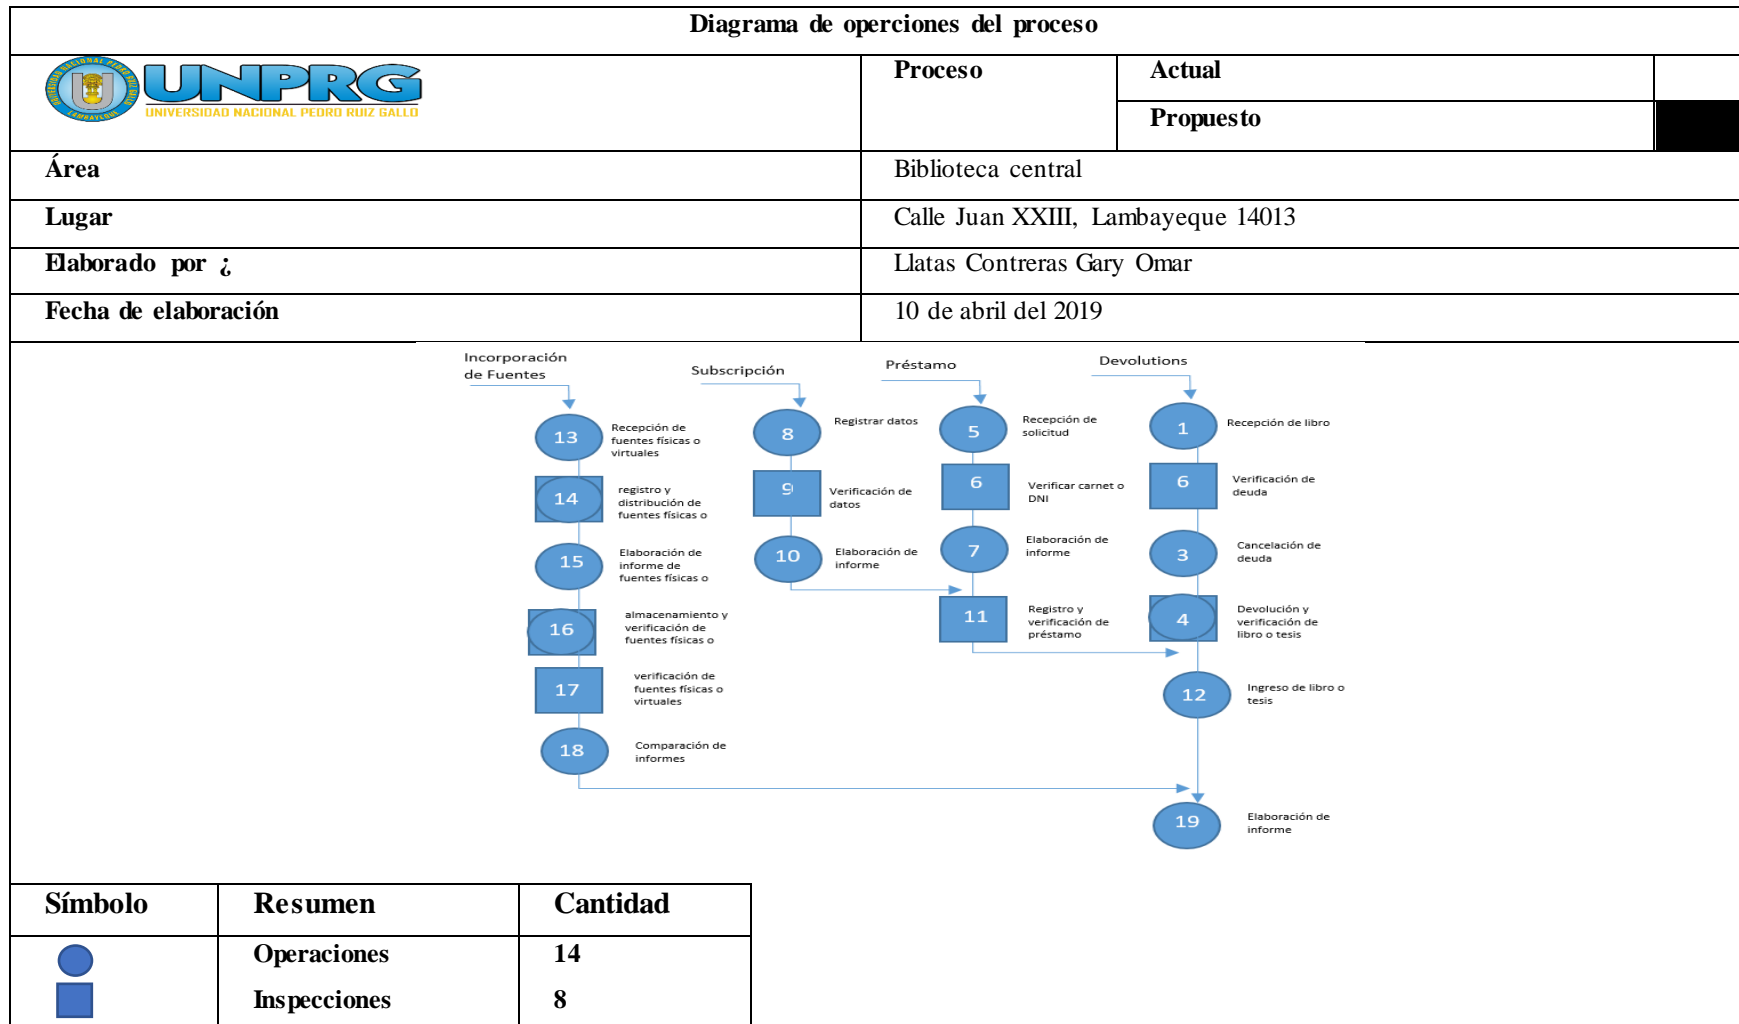 Diagrama de operciones del proceso
UNPRG
UNIVERSIDAD NACIONAL PEDRO RUIZ GALLO
Proceso
Actual
Propuesto
Área
Biblioteca central
Lugar
Calle Juan XXIII, Lambayeque 14013
Elaborado por ¿
Llatas Contreras Gary Omar
Fecha de elaboración
10 de abril del 2019
Incorporación
de Fuentes
13
Recepción de
fuentes físicas o
virtuales
14
registro y
distribución de
fuentes físicas o
15
Elaboración de
informe de
fuentes físicas o
16
almacenamiento y
verificación de
fuentes físicas o
17
verificación de
fuentes físicas o
virtuales
18
Comparación de
informes
Subscripción
8
Registrar datos
9
Verificación de
datos
10
Elaboración de
informe
Préstamo
5
Recepción de
solicitud
6
Verificar carnet o
DNI
7
Elaboración de
informe
11
Registro y
verificación de
préstamo
Devolutions
1
Recepción de libro
6
Verificación de
deuda
3
Cancelación de
deuda
4
Devolución y
verificación de
libro o tesis
12
Ingreso de libro o
tesis
19
Elaboración de
informe
Símbolo
Resumen
Cantidad
Operaciones
14
Inspecciones
8